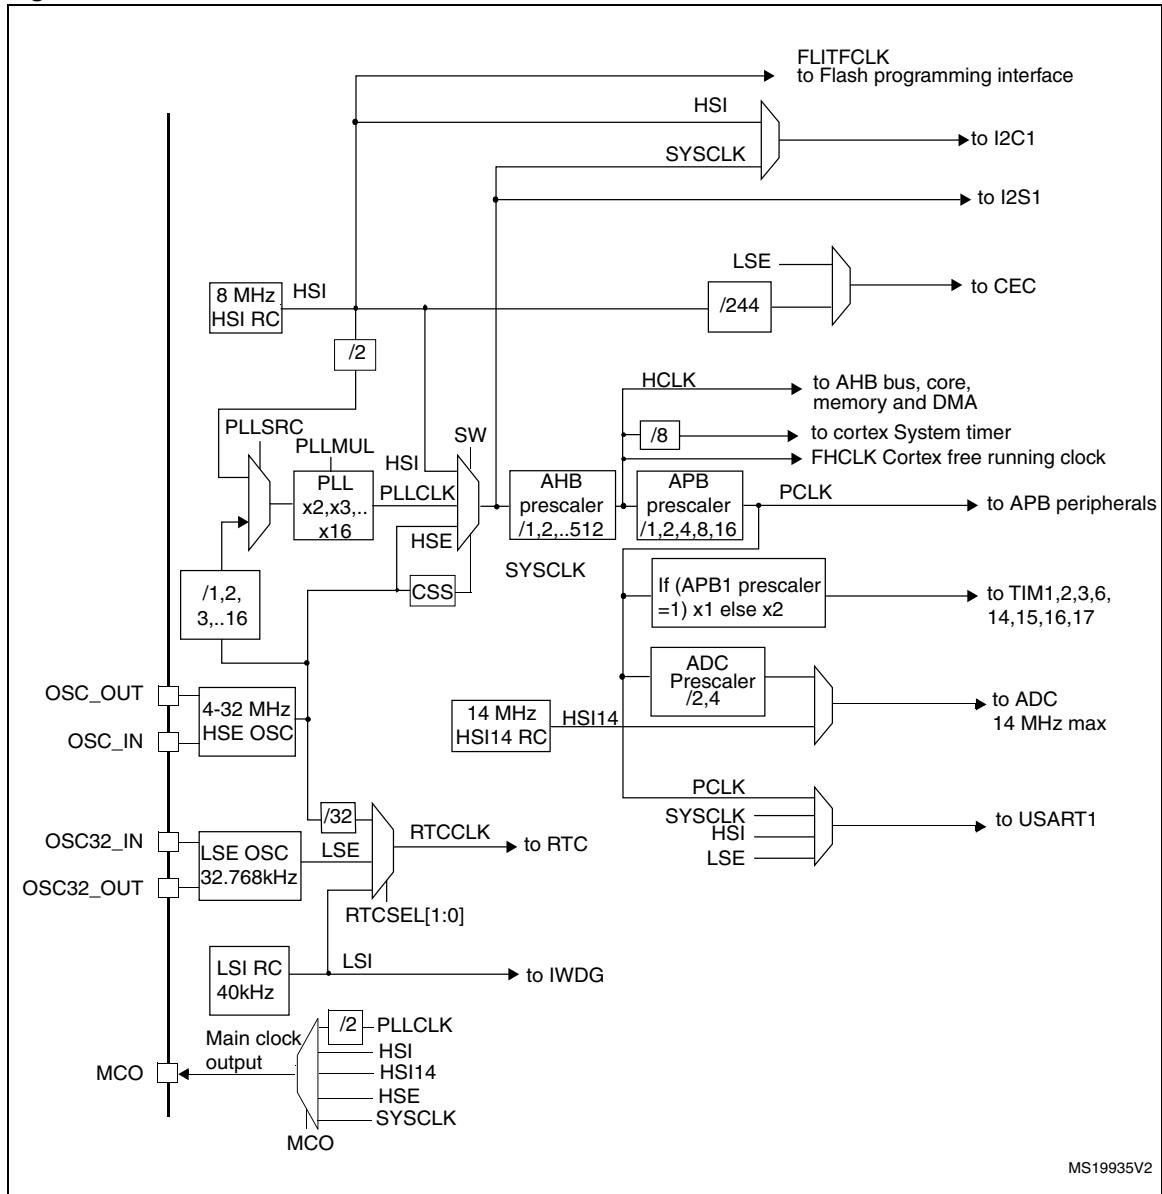 FLITFCLK
to Flash programming interface
HSI
to I2C1
SYSCLK
to I2S1
LSE
to CEC
8 MHz
HSI RC
HSI
/244
/2
HCLK
to AHB bus, core,
memory and DMA
/8
to cortex System timer
FHCLK Cortex free running clock
PLLSRC
PLLMUL
SW
HSI
PLL
x2,x3,..
x16
PLLCLK
HSE
AHB
prescaler
/1,2,..512
APB
prescaler
/1,2,4,8,16
PCLK
to APB peripherals
SYSCLK
CSS
/1,2,
3,..16
If (APB1 prescaler
=1) x1 else x2
to TIM1,2,3,6,
14,15,16,17
ADC
Prescaler
/2,4
to ADC
14 MHz max
OSC_OUT
OSC_IN
4-32 MHz
HSE OSC
14 MHz
HSI14 RC
HSI14
PCLK
SYSCLK
HSI
LSE
to USART1
/32
OSC32_IN
OSC32_OUT
LSE OSC
32.768kHz
LSE
RTCCLK
to RTC
RTCSEL[1:0]
LSI RC
40kHz
LSI
to IWDG
Main clock
output
/2
PLLCLK
HSI
HSI14
HSE
SYSCLK
MCO
MCO
MS19935V2